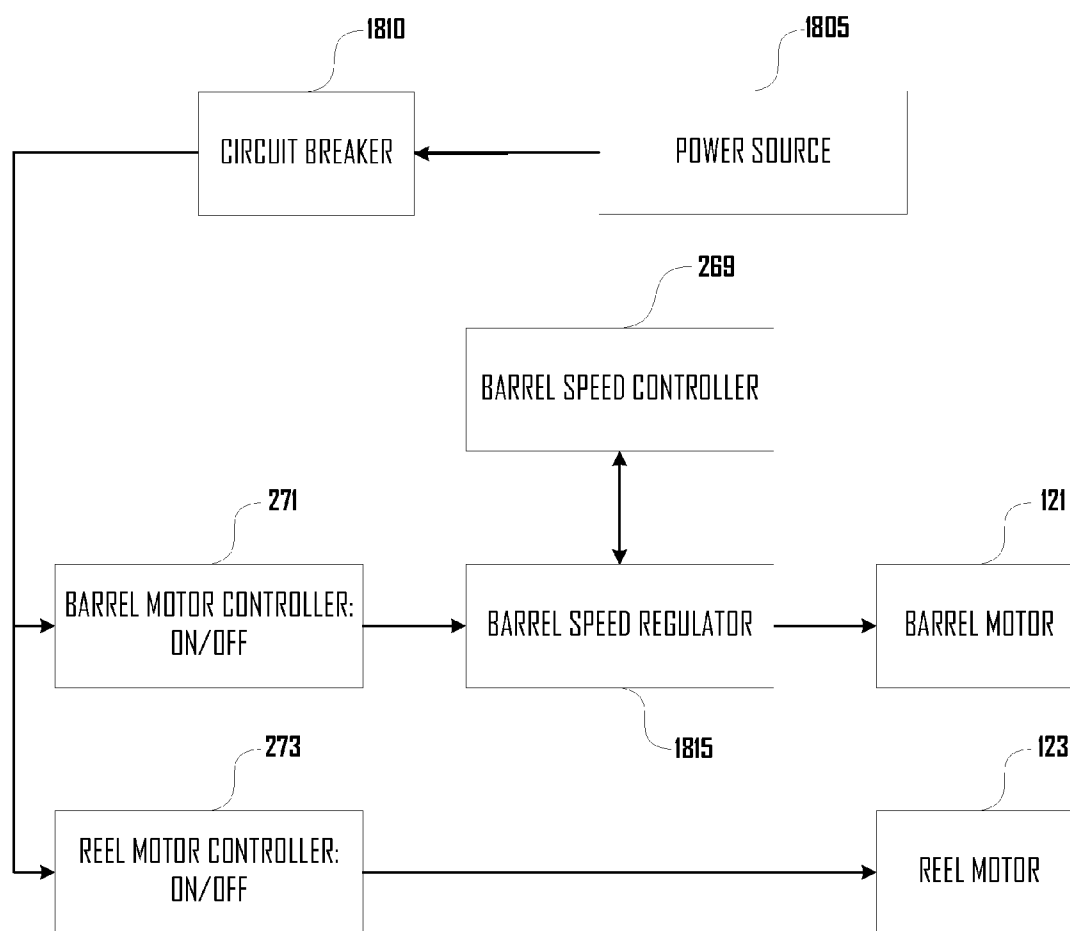 1810
1805
CIRCUIT BREAKER
POWER SOURCE
269
BARREL SPEED CONTROLLER
271
121
BARREL MOTOR CONTROLLER:
ON/OFF
BARREL SPEED REGULATOR
BARREL MOTOR
1815
273
123
REEL MOTOR CONTROLLER:
ON/OFF
REEL MOTOR